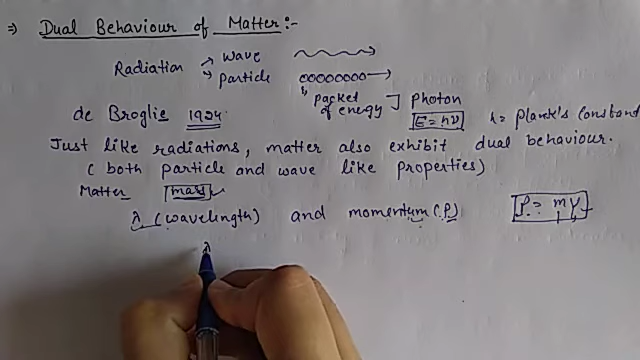 ⇒ Dual Behaviour of Matter:-
Radiation → wave
→ particle
packet of energy ] photon
E = hν h = Plank's Constant
de Broglie 1924.
Just like radiations, matter also exhibit dual behaviour.
( both particle and wave like properties)
Matter mass
λ (wavelength) and momentum (p) p = mv
λ